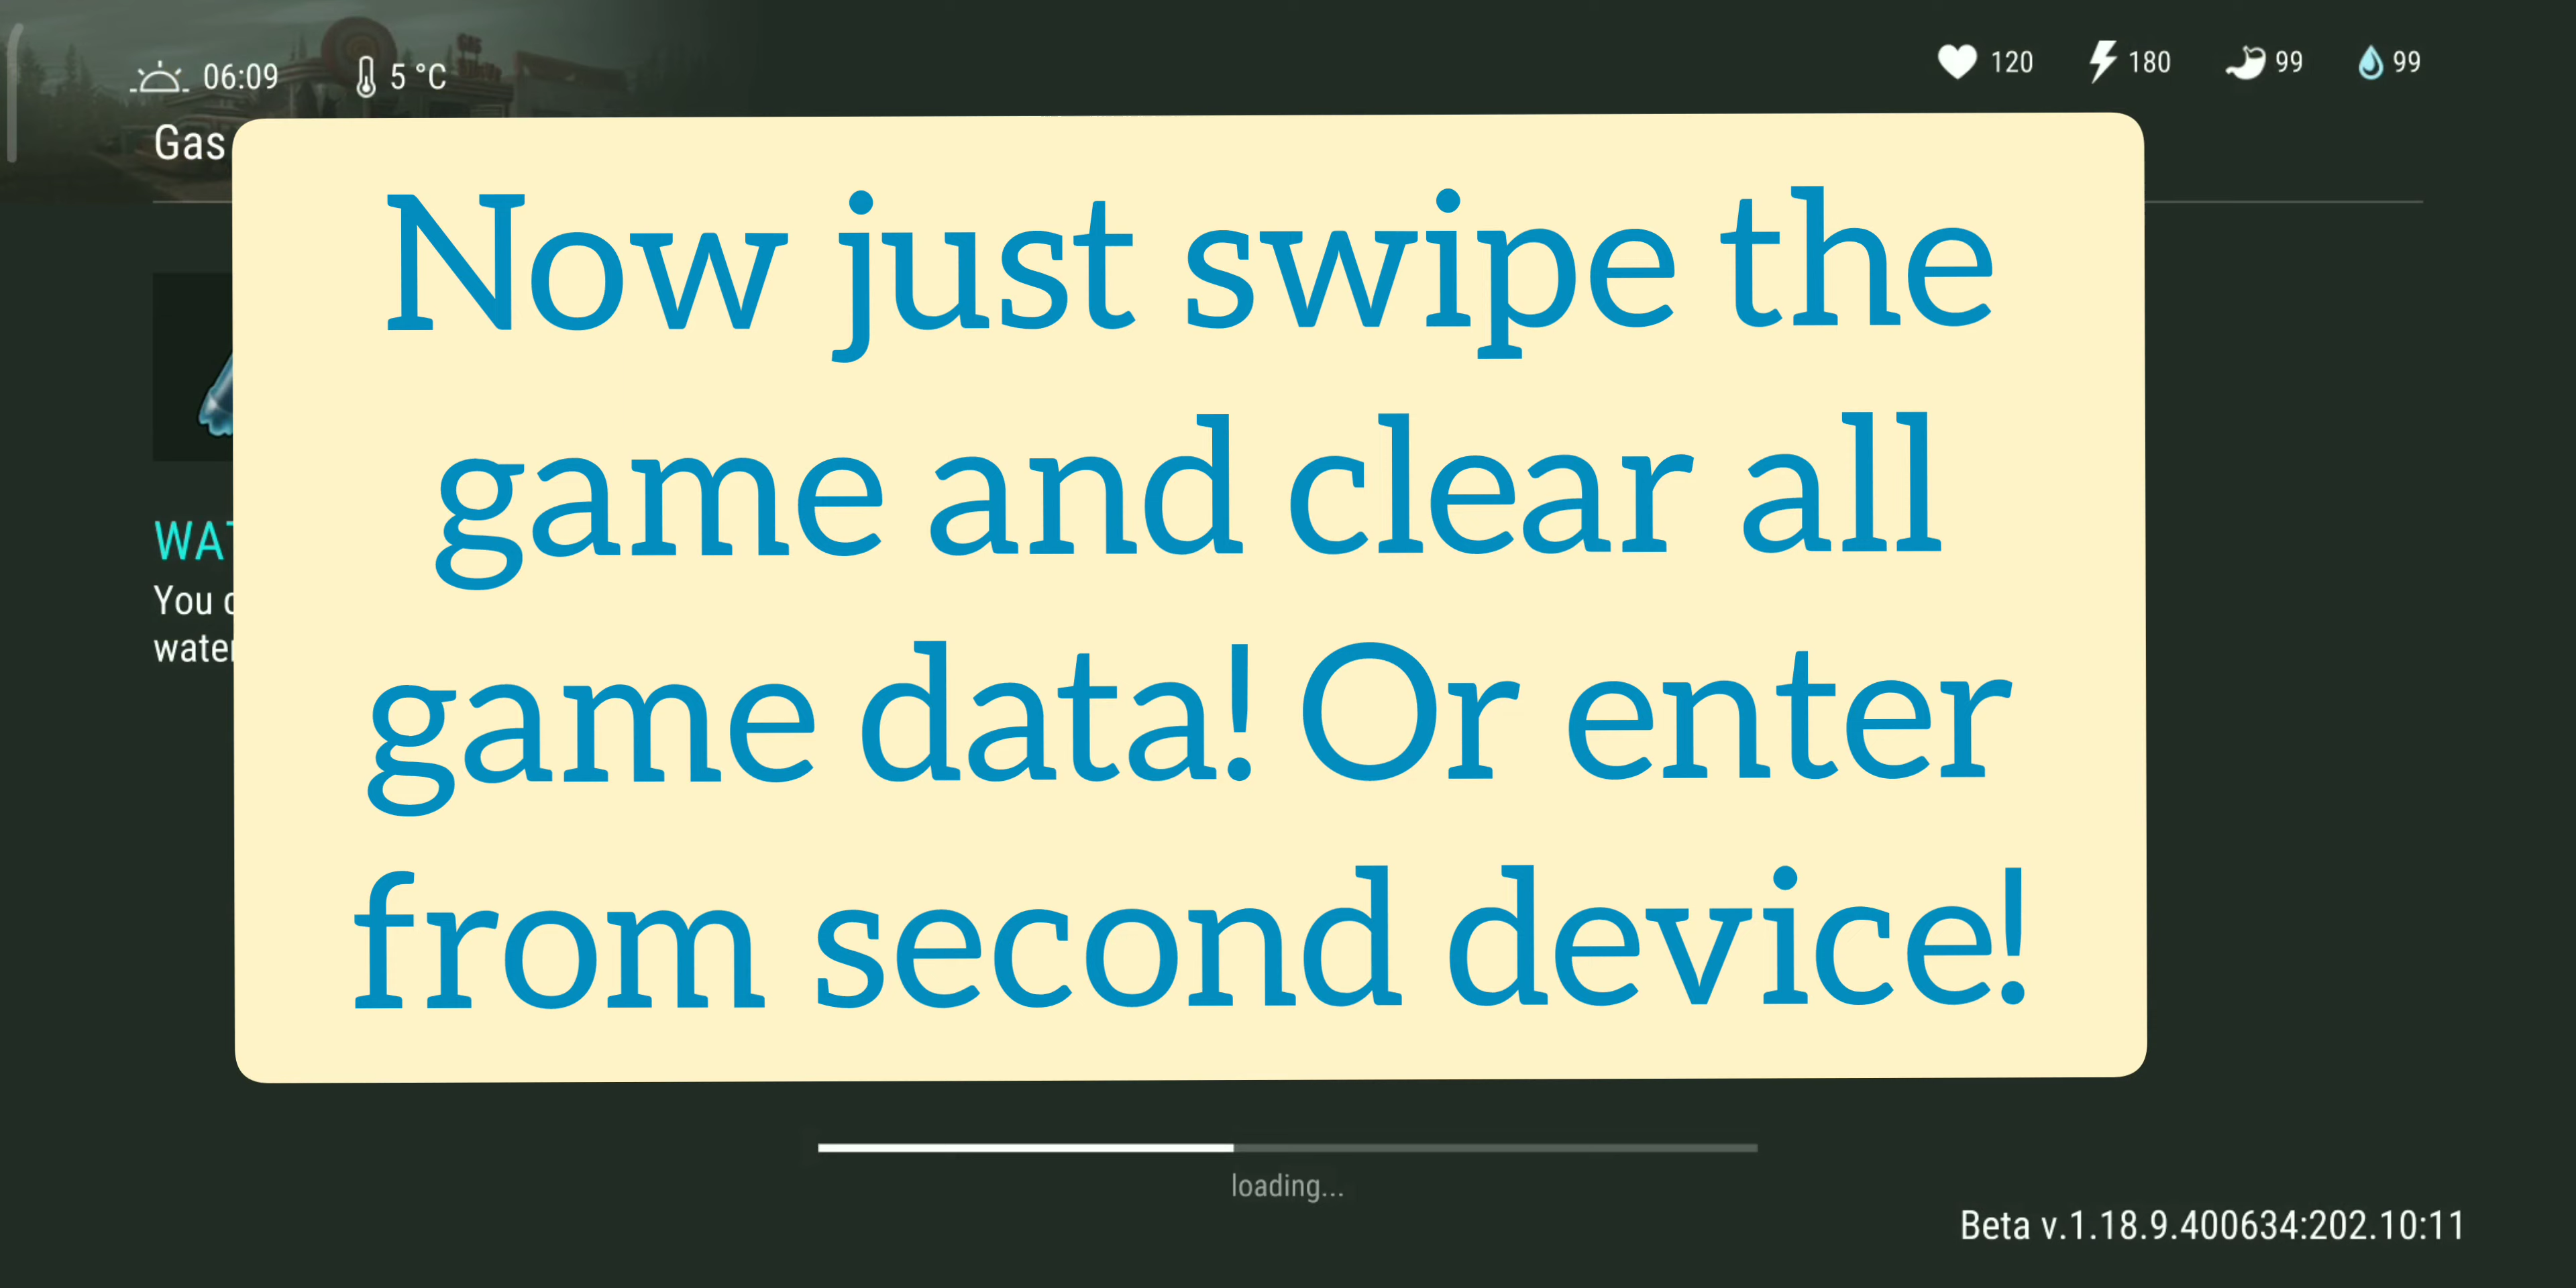 06:09 5 °C 120 180 99 99
Gas
Now just swipe the
game and clear all
game data! Or enter
from second device!
You
water
loading...
Beta v.1.18.9.400634:202.10:11